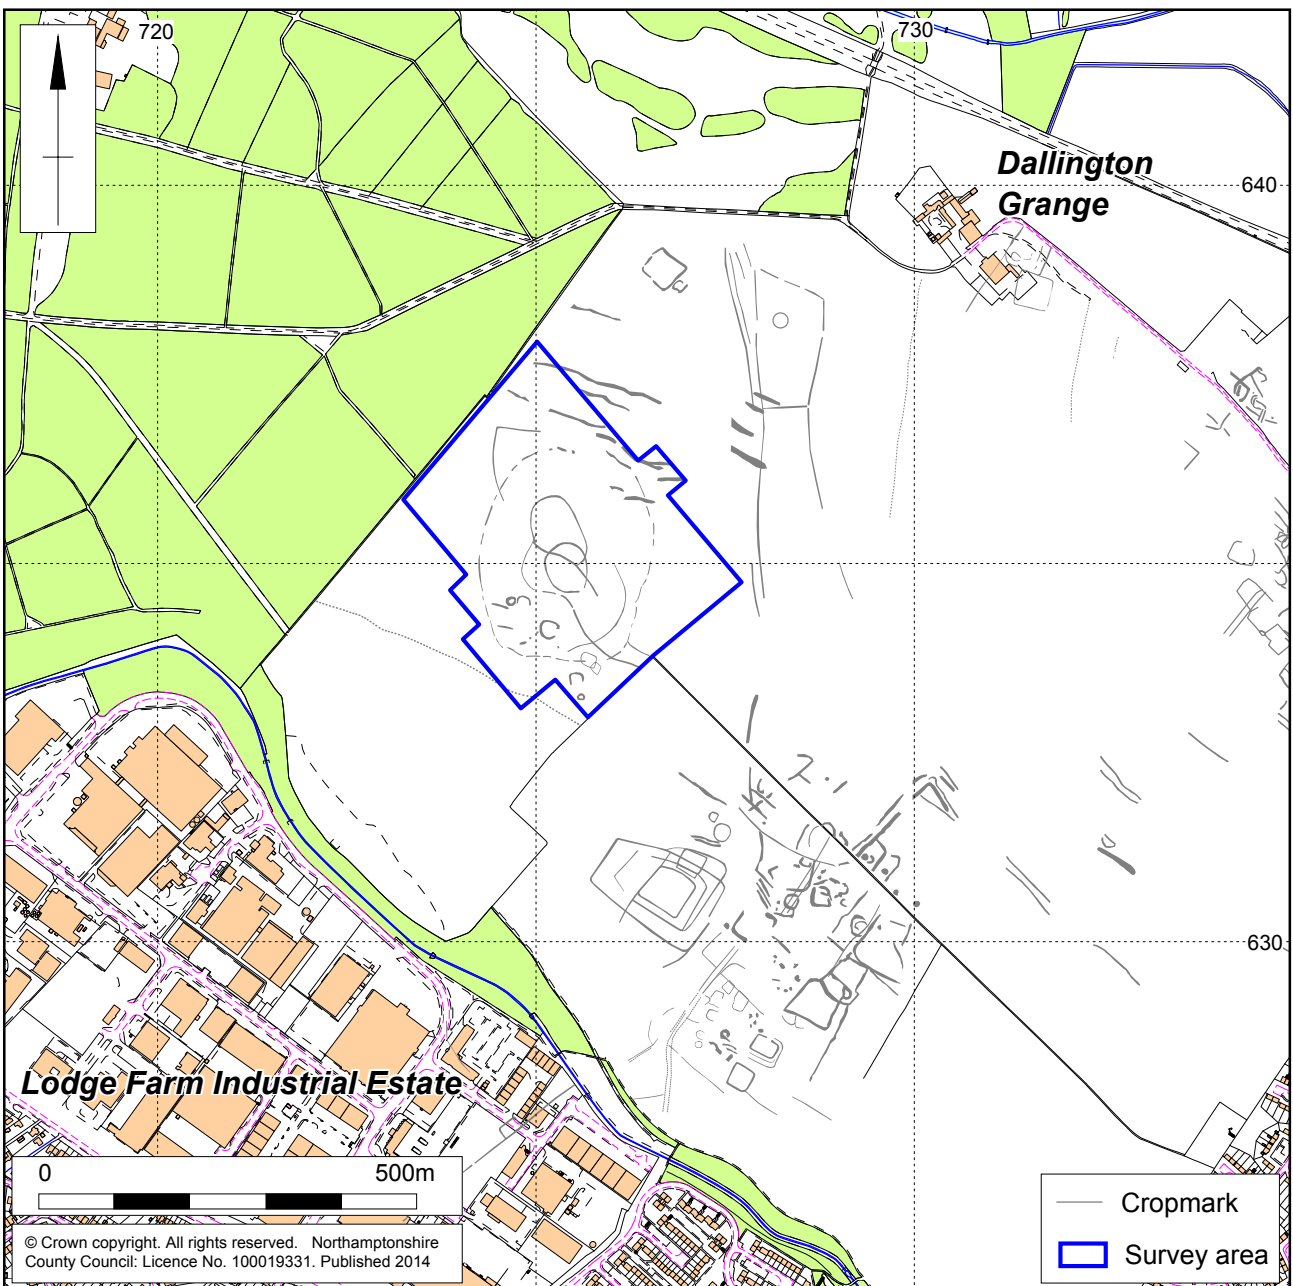 720
730
Dallington
Grange
640
630
Lodge Farm Industrial Estate
0 500m
© Crown copyright. All rights reserved. Northamptonshire
County Council: Licence No. 100019331. Published 2014
Cropmark
Survey area